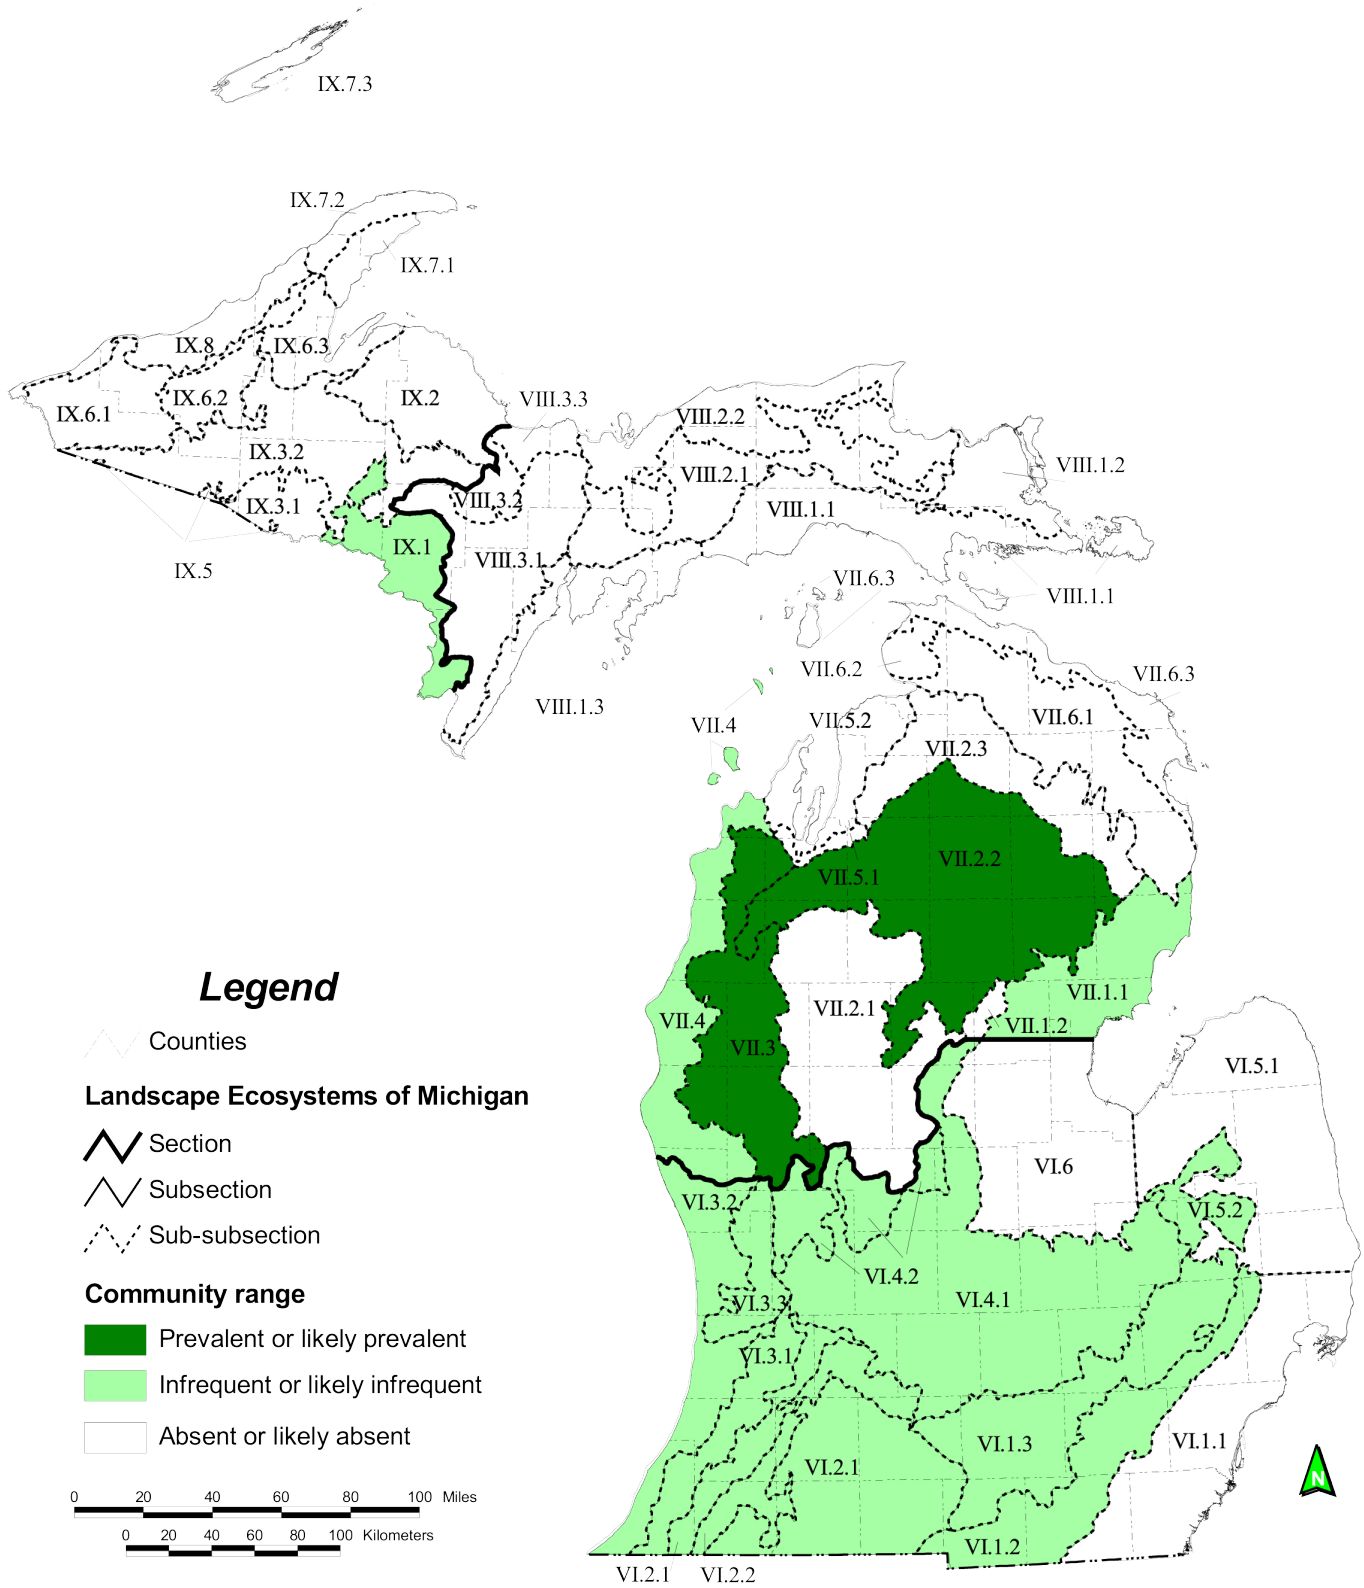 IX.7.3
IX.7.2
IX.7.1
IX.8
IX.6.3
IX.6.2
IX.2
IX.6.1
VIII.3.3
VIII.2.2
IX.3.2
VIII.2.1
VIII.1.2
IX.3.1
VIII.3.2
VIII.1.1
IX.1
VIII.3.1
IX.5
VII.6.3
VIII.1.1
VII.6.2
VII.6.3
VIII.1.3
VII.4
VII.5.2
VII.6.1
VII.2.3
VII.2.2
VII.5.1
VII.1.1
VII.2.1
VII.4
VII.1.2
VII.3
VI.5.1
VI.6
VI.3.2
VI.5.2
VI.4.2
VI.3.3
VI.4.1
VI.3.1
VI.1.3
VI.1.1
VI.2.1
VI.1.2
VI.2.1
VI.2.2
N
Legend
Counties
Landscape Ecosystems of Michigan
Section
Subsection
Sub-subsection
Community range
Prevalent or likely prevalent
Infrequent or likely infrequent
Absent or likely absent
0 20 40 60 80 100 Miles
0 20 40 60 80 100 Kilometers